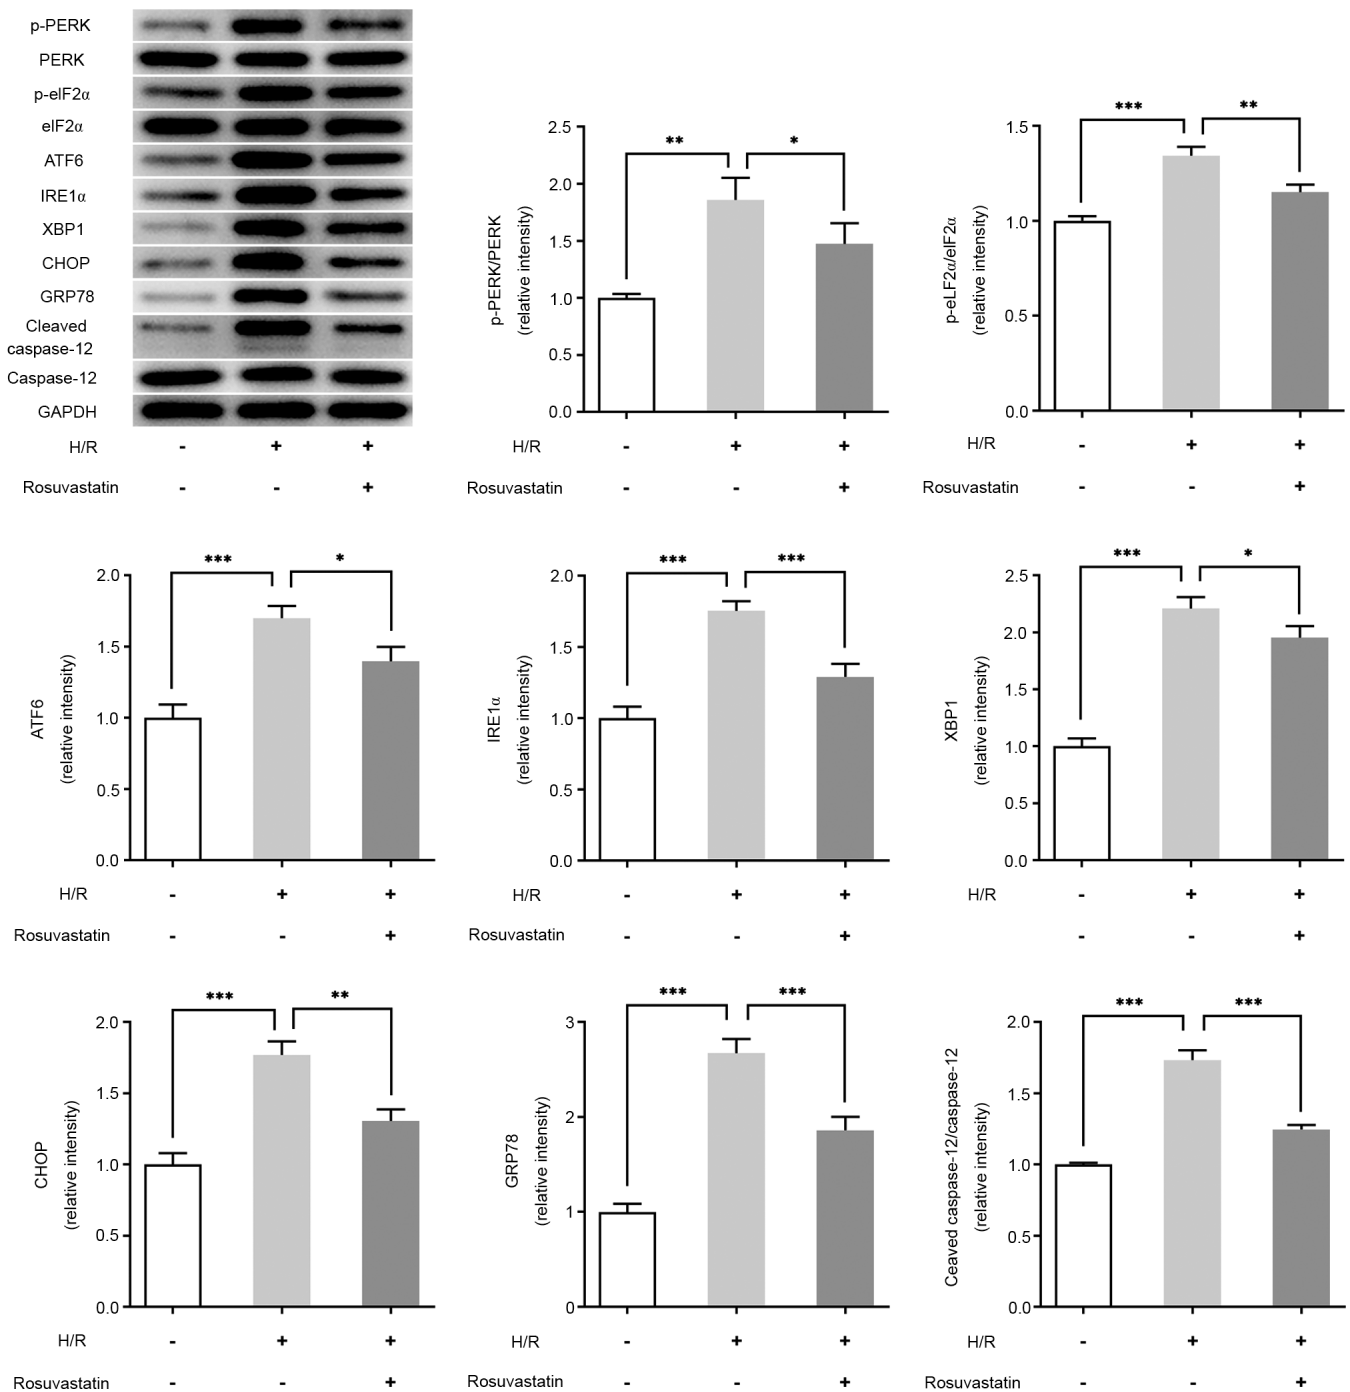 p-PERK
PERK
p-eIF2α
eIF2α
ATF6
IRE1α
XBP1
CHOP
GRP78
Cleaved
caspase-12
Caspase-12
GAPDH
H/R - + +
Rosuvastatin - - +
p-PERK/PERK
(relative intensity)
2.5
2.0
1.5
1.0
0.5
0.0
** *
H/R - + +
Rosuvastatin - - +
p-eLF2α/eIF2α
(relative intensity)
1.5
1.0
0.5
0.0
*** **
H/R - + +
Rosuvastatin - - +
ATF6
(relative intensity)
2.0
1.5
1.0
0.5
0.0
*** *
H/R - + +
Rosuvastatin - - +
IRE1α
(relative intensity)
2.0
1.5
1.0
0.5
0.0
*** ***
H/R - + +
Rosuvastatin - - +
XBP1
(relative intensity)
2.5
2.0
1.5
1.0
0.5
0.0
*** *
H/R - + +
Rosuvastatin - - +
CHOP
(relative intensity)
2.0
1.5
1.0
0.5
0.0
*** **
H/R - + +
Rosuvastatin - - +
GRP78
(relative intensity)
3
2
1
0
*** ***
H/R - + +
Rosuvastatin - - +
Ceaved caspase-12/caspase-12
(relative intensity)
2.0
1.5
1.0
0.5
0.0
*** ***
H/R - + +
Rosuvastatin - - +